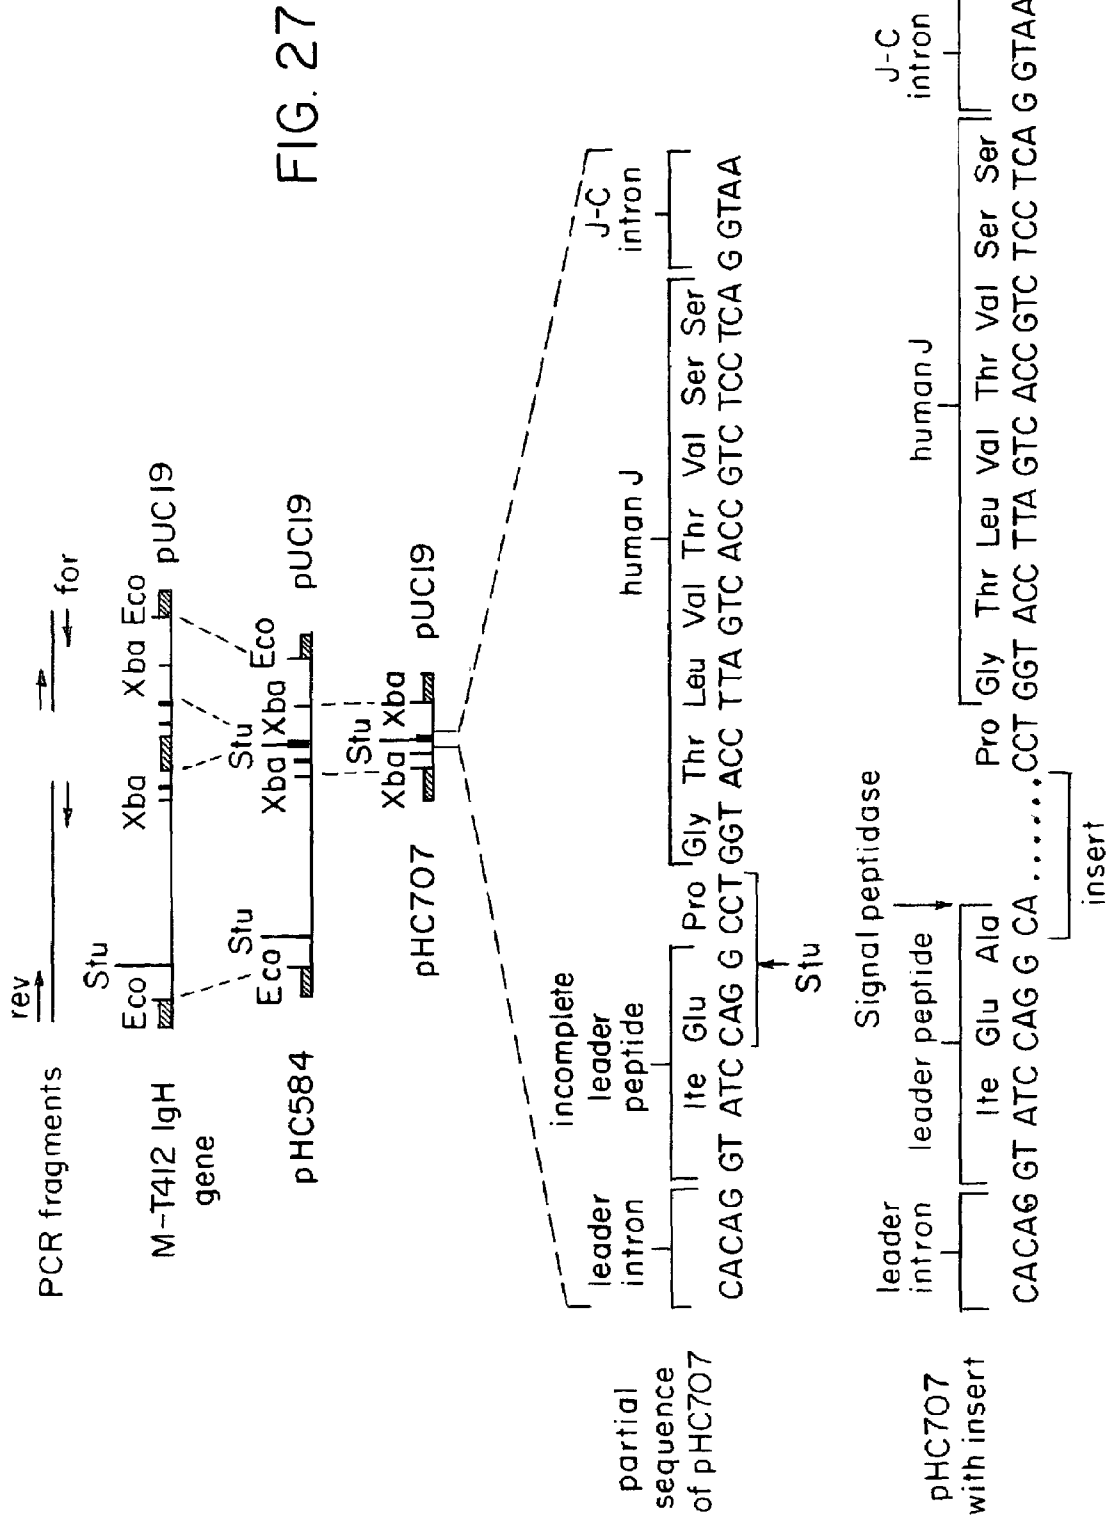 FIG. 27
PCR fragments
rev
for
M-T412 IgH
gene
Eco
Stu
Xba
Xba
Eco
pUC19
pHC584
Eco
Stu
Xba
Stu
Xba
Eco
pUC19
pHC707
Xba
Stu
Xba
pUC19
partial
sequence
of pHC707
leader
intron
incomplete
leader
peptide
human J
J-C
intron
Ite Glu Pro Gly Thr Leu Val Thr Val Ser Ser
CACAG GT ATC CAG G CCT GGT ACC TTA GTC ACC GTC TCC TCA G GTAA
Stu
pHC707
with insert
leader
intron
leader peptide
Signal peptidase
human J
J-C
intron
Ite Glu Ala Pro Gly Thr Leu Val Thr Val Ser Ser
CACAG GT ATC CAG G CA ...... CCT GGT ACC TTA GTC ACC GTC TCC TCA G GTAA
insert